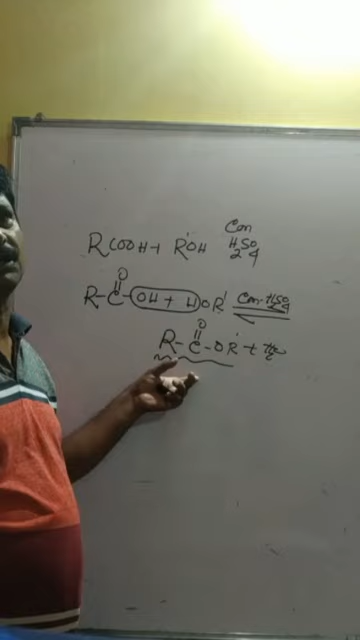 RCOOH + R'OH Con H2SO4
O
R-C-OH + HOR' Con-H2SO4
O
R-C-OR' + H2O